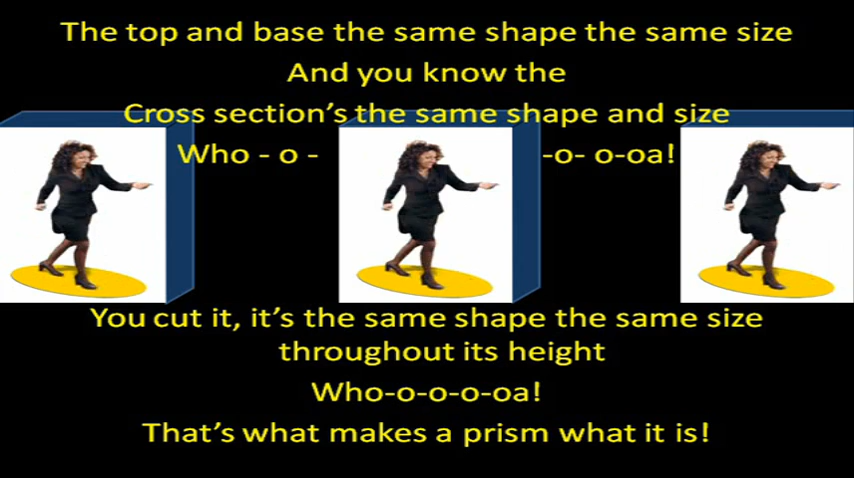 The top and base the same shape the same size
And you know the
Cross section's the same shape and size
Who - o - -o- o-oa!
You cut it, it's the same shape the same size
throughout its height
Who-o-o-o-oa!
That's what makes a prism what it is!